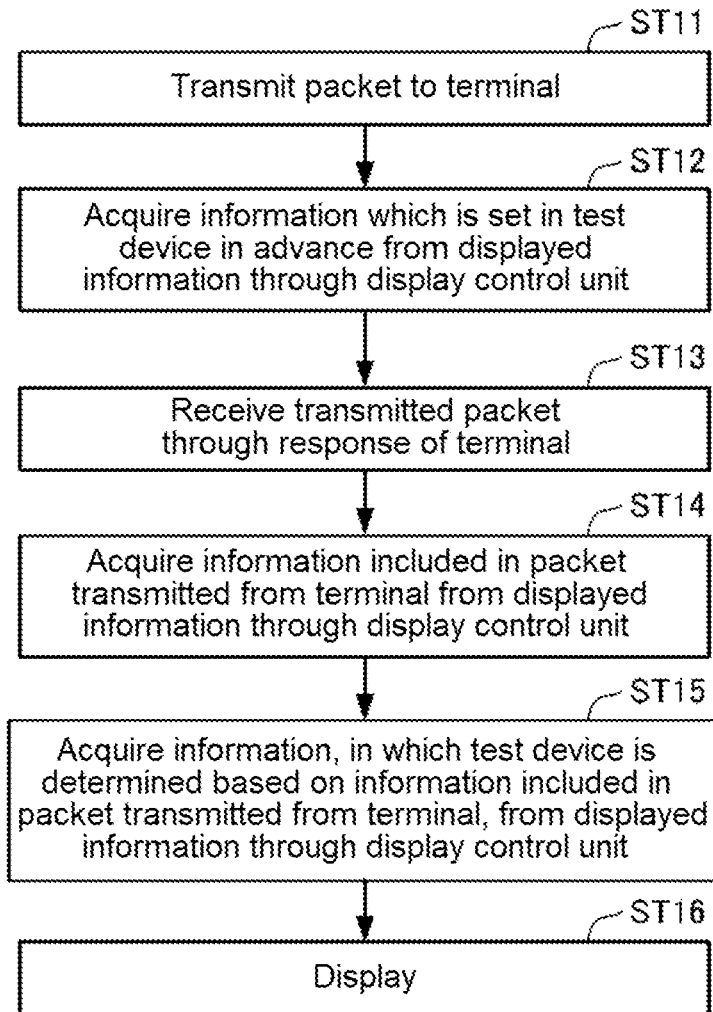 ST11
Transmit packet to terminal
ST12
Acquire information which is set in test
device in advance from displayed
information through display control unit
ST13
Receive transmitted packet
through response of terminal
ST14
Acquire information included in packet
transmitted from terminal from displayed
information through display control unit
ST15
Acquire information, in which test device is
determined based on information included in
packet transmitted from terminal, from displayed
information through display control unit
ST16
Display